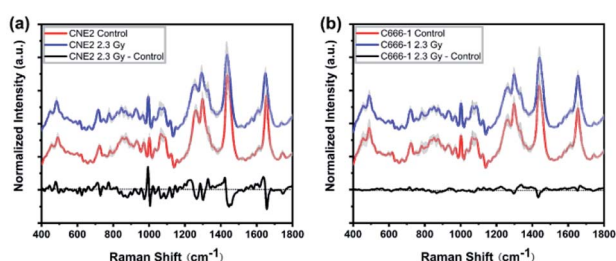 (a)
CNE2 Control
CNE2 2.3 Gy
CNE2 2.3 Gy - Control
Normalized Intensity (a.u.)
400 600 800 1000 1200 1400 1600 1800
Raman Shift (cm⁻¹)
(b)
C666-1 Control
C666-1 2.3 Gy
C666-1 2.3 Gy - Control
Normalized Intensity (a.u.)
400 600 800 1000 1200 1400 1600 1800
Raman Shift (cm⁻¹)